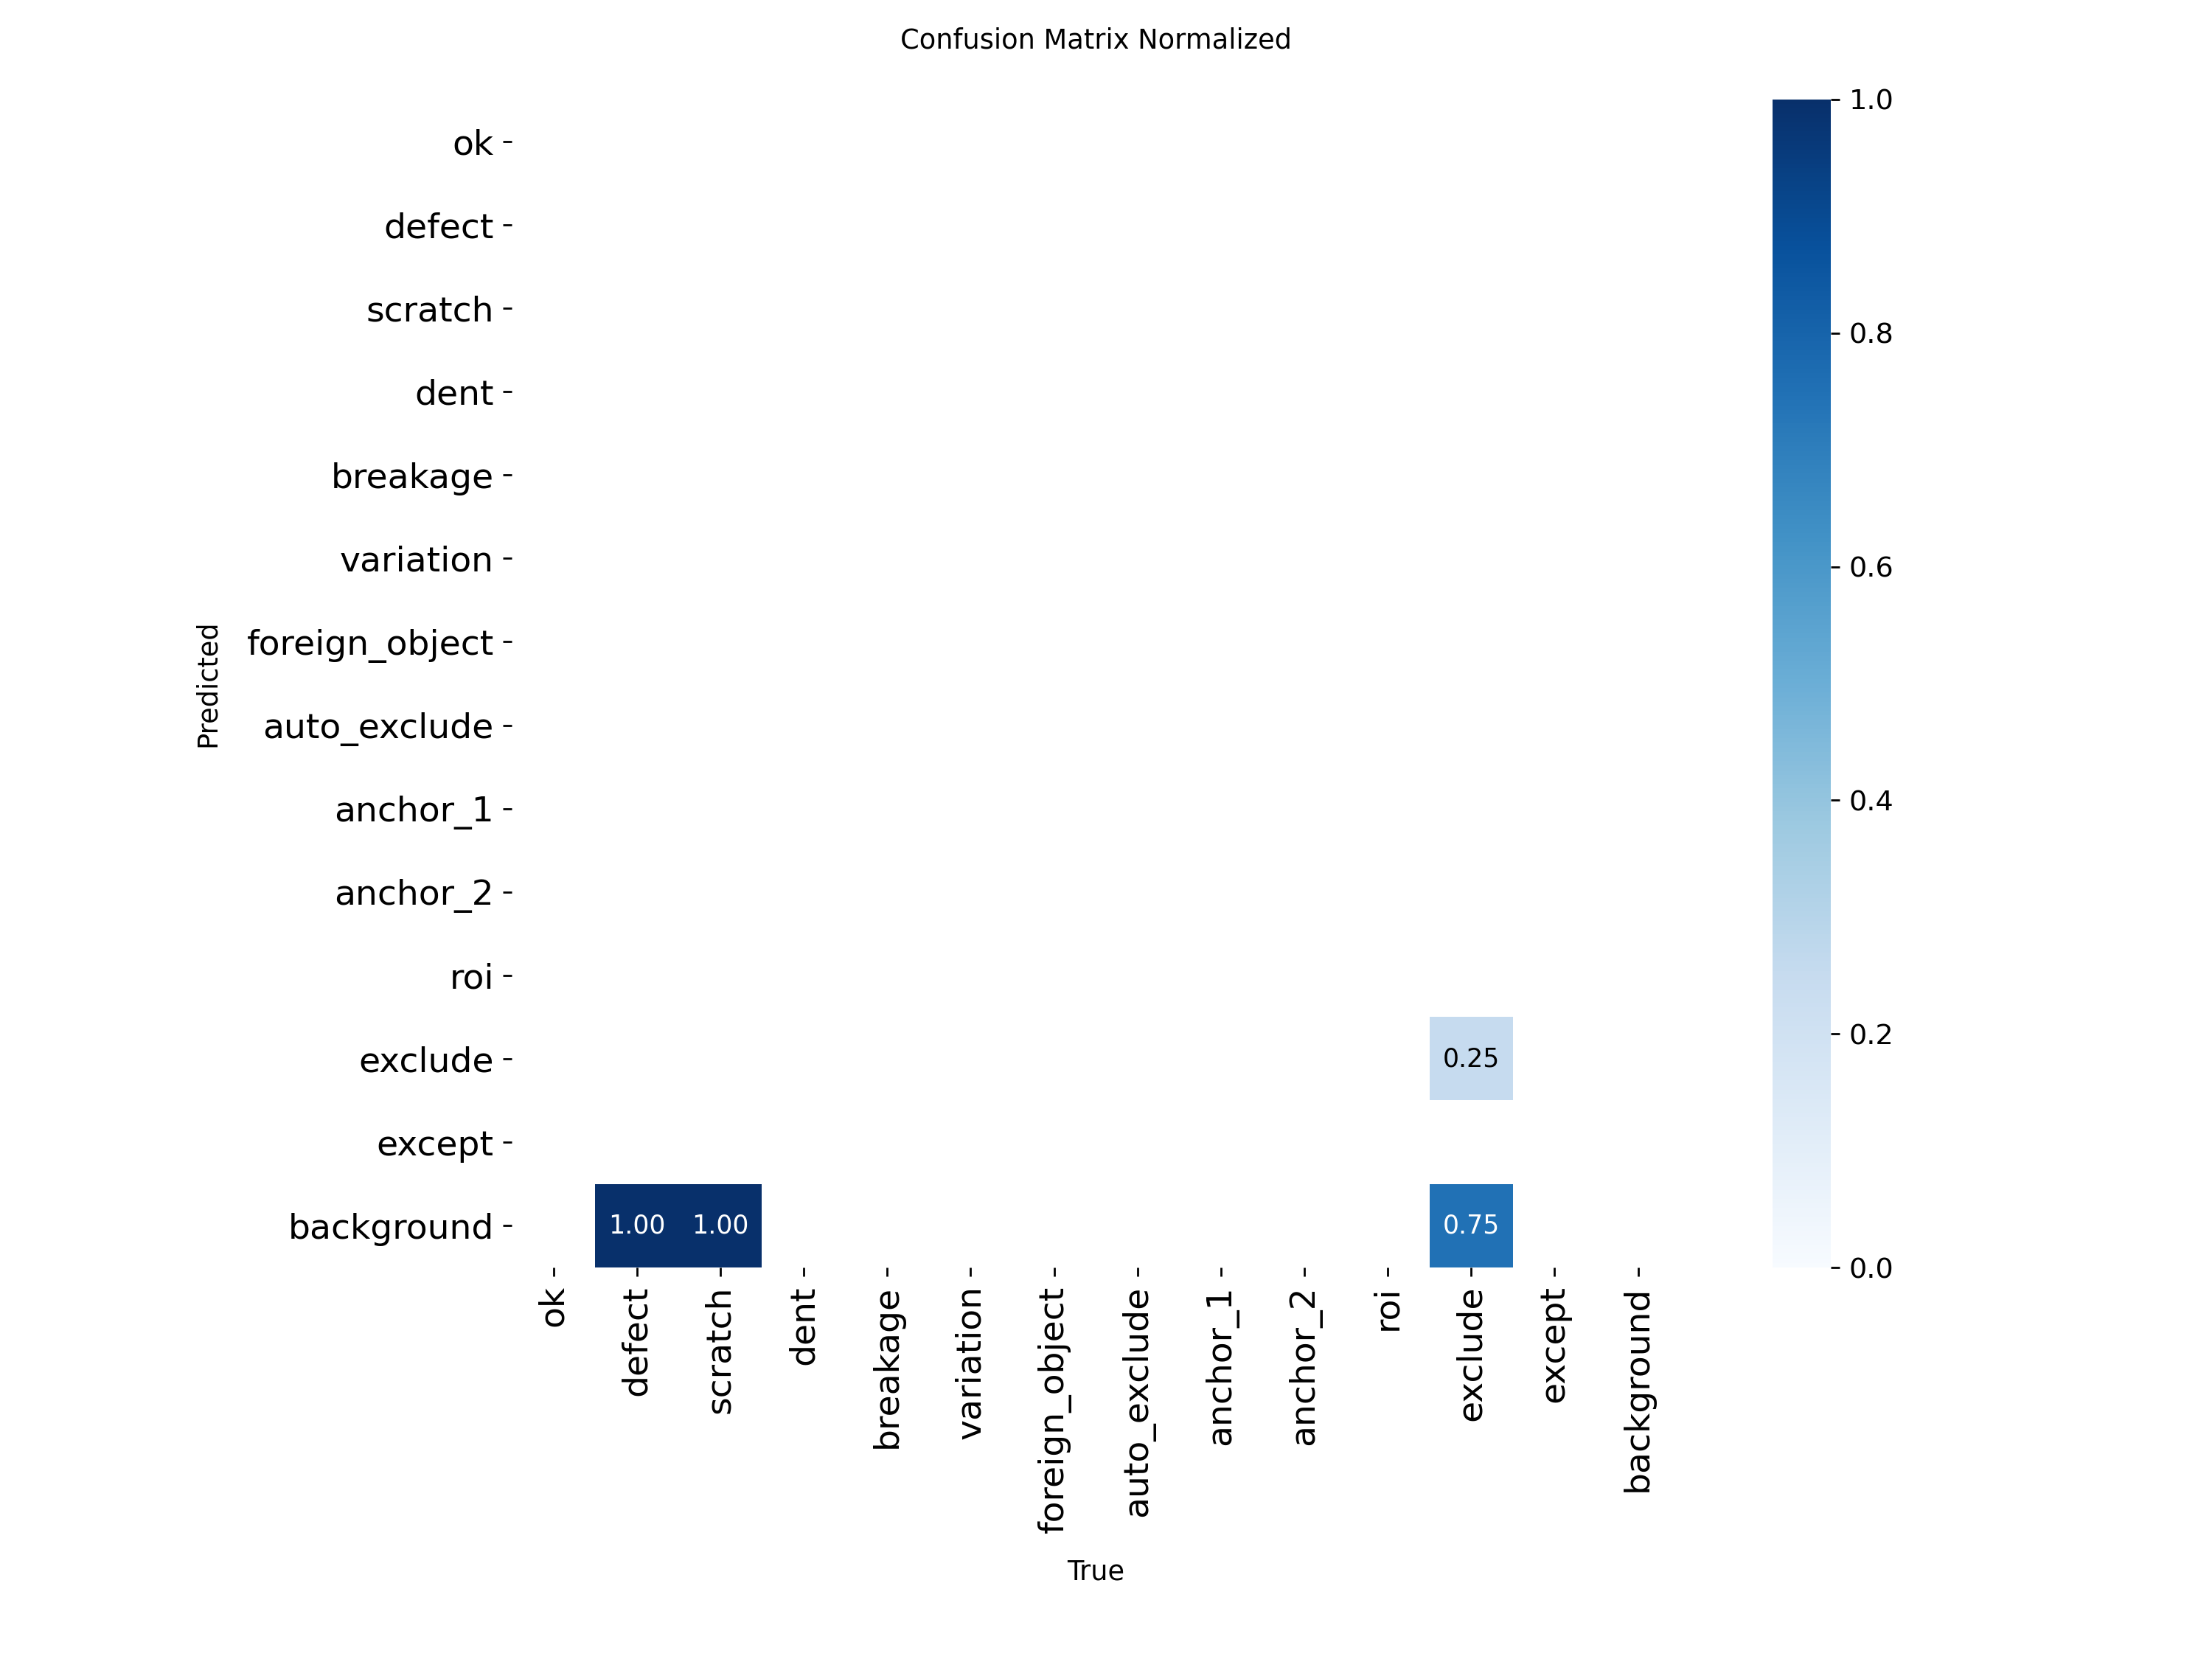 Confusion Matrix Normalized
ok
defect
scratch
dent
breakage
variation
foreign_object
auto_exclude
anchor_1
anchor_2
roi
exclude
except
background
Predicted
0.25
1.00 1.00 0.75
ok
defect
scratch
dent
breakage
variation
foreign_object
auto_exclude
anchor_1
anchor_2
roi
exclude
except
background
True
1.0
0.8
0.6
0.4
0.2
0.0